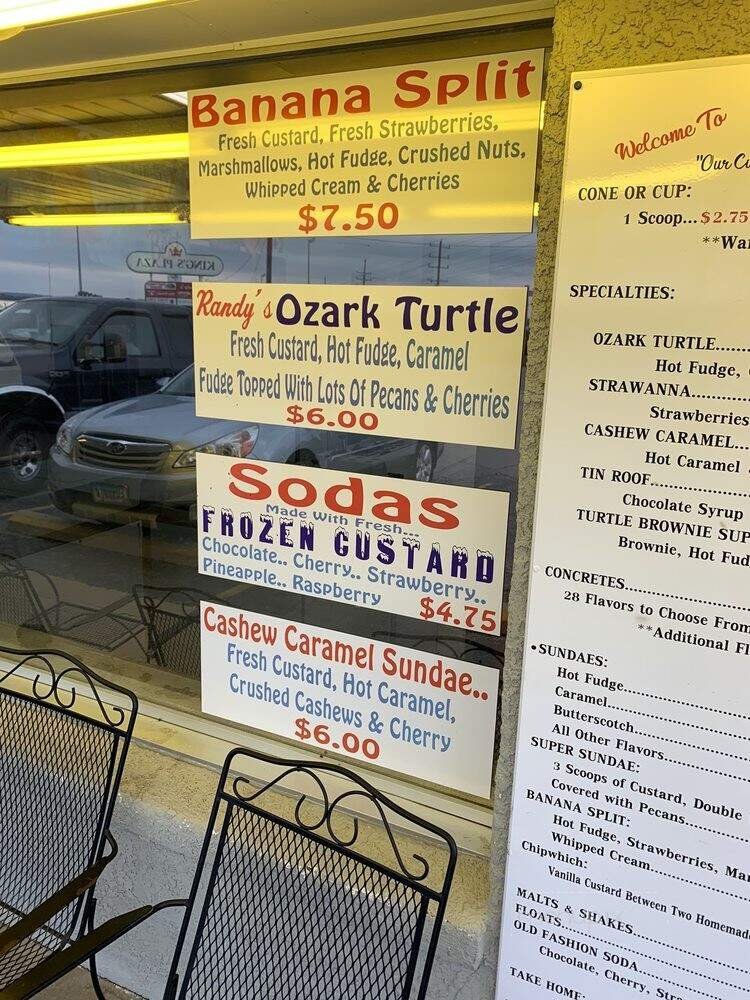 Banana Split
Fresh Custard, Fresh Strawberries,
Marshmallows, Hot Fudge, Crushed Nuts,
Whipped Cream & Cherries
$7.50
KING'S PLAZA
Randy's Ozark Turtle
Fresh Custard, Hot Fudge, Caramel
Fudge Topped With Lots Of Pecans & Cherries
$6.00
Sodas
Made With Fresh...
FROZEN CUSTARD
Chocolate.. Cherry.. Strawberry..
Pineapple.. Raspberry
$4.75
Cashew Caramel Sundae..
Fresh Custard, Hot Caramel,
Crushed Cashews & Cherry
$6.00
Welcome To
"Our
CONE OR CUP:
1 Scoop...$2.75
SPECIALTIES:
OZARK TURTLE......
Hot Fudge,
STRAWANNA..........
Strawberries
CASHEW CARAMEL...
Hot Caramel
TIN ROOF.............
Chocolate Syrup
TURTLE BROWNIE SUP
Brownie, Hot Fud
CONCRETES..............
28 Flavors to Choose From
**Additional Fl
•SUNDAES:
Hot Fudge..................
Caramel.....................
Butterscotch...............
All Other Flavors..........
SUPER SUNDAE:
3 Scoops of Custard, Double
Covered with Pecans..........
BANANA SPLIT:
Hot Fudge, Strawberries, Mar
Whipped Cream..............
Chipwhich:
Vanilla Custard Between Two Homemad
MALTS & SHAKES................
FLOATS..........................
OLD FASHION SODA.............
Chocolate, Cherry, Str
TAKE HOME: